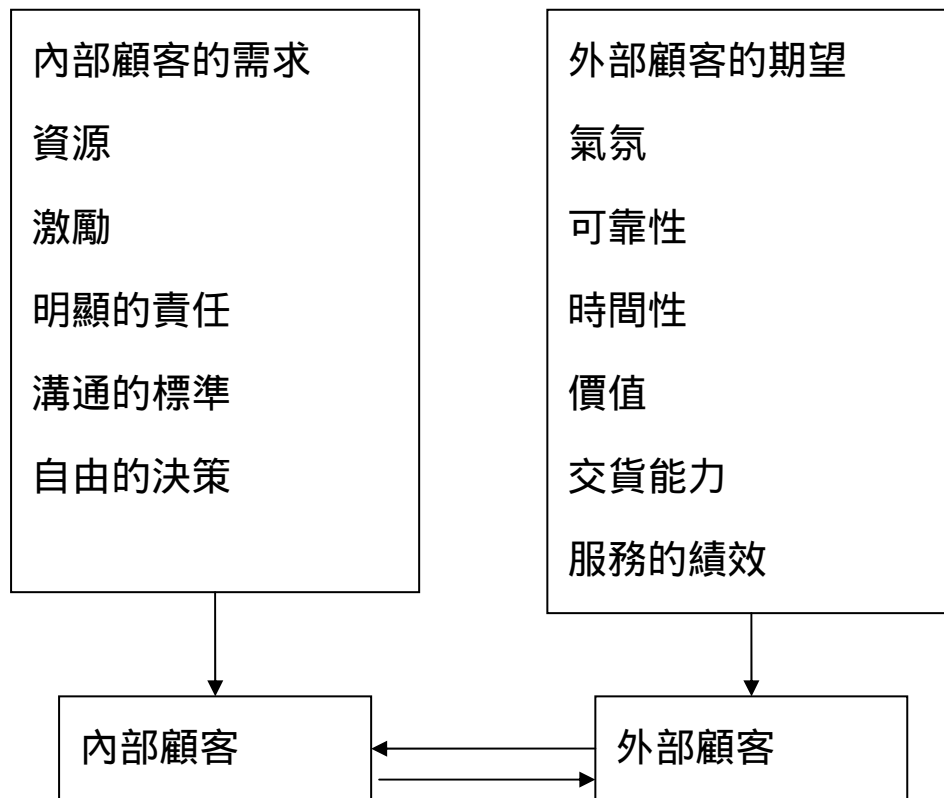 內部顧客的需求
資源
激勵
明顯的責任
溝通的標準
自由的決策
外部顧客的期望
氣氛
可靠性
時間性
價值
交貨能力
服務的績效
內部顧客
外部顧客